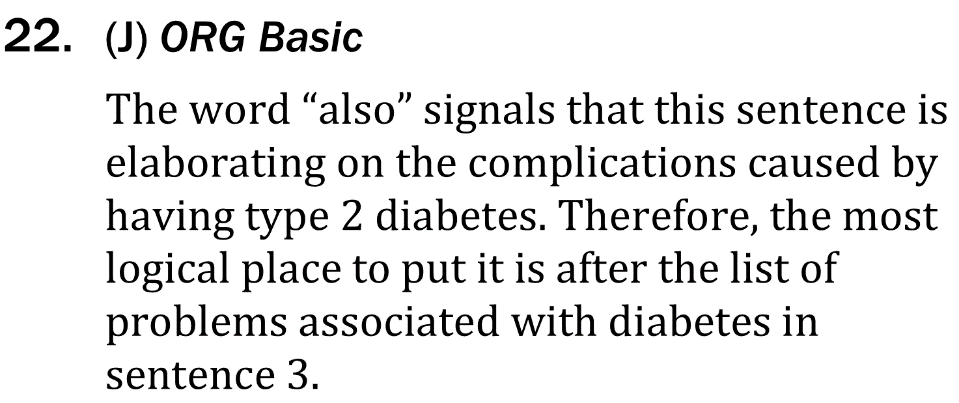 22. (J) ORG Basic
The word “also” signals that this sentence is
elaborating on the complications caused by
having type 2 diabetes. Therefore, the most
logical place to put it is after the list of
problems associated with diabetes in
sentence 3.